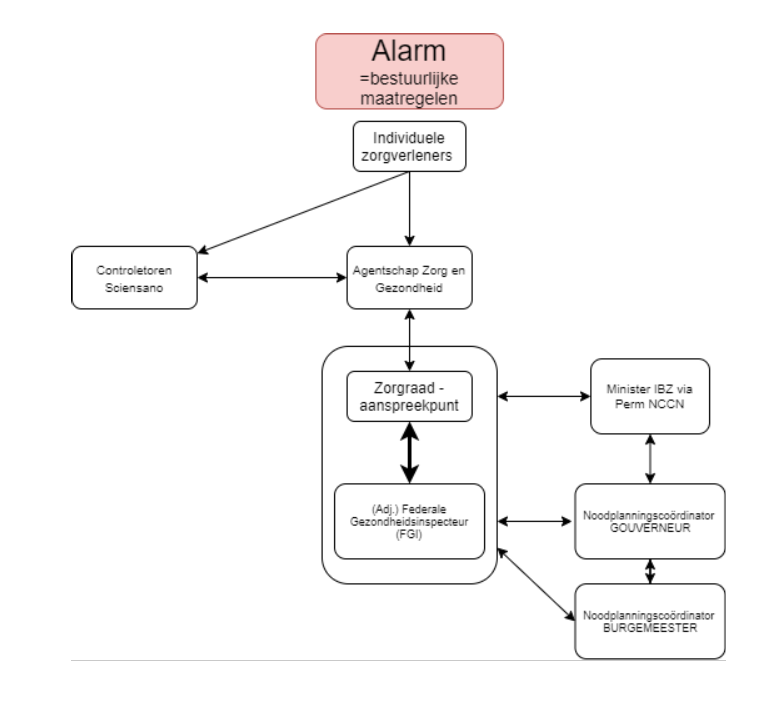 Alarm
=bestuurlijke
maatregelen
Individuele
zorgverleners
Controletoren
Sciensano
Agentschap Zorg en
Gezondheid
Zorgraad -
aanspreekpunt
Minister IBZ via
Perm NCCN
(Adj.) Federale
Gezondheidsinspecteur
(FGI)
Noodplanningscoördinator
GOUVERNEUR
Noodplanningscoördinator
BURGEMEESTER